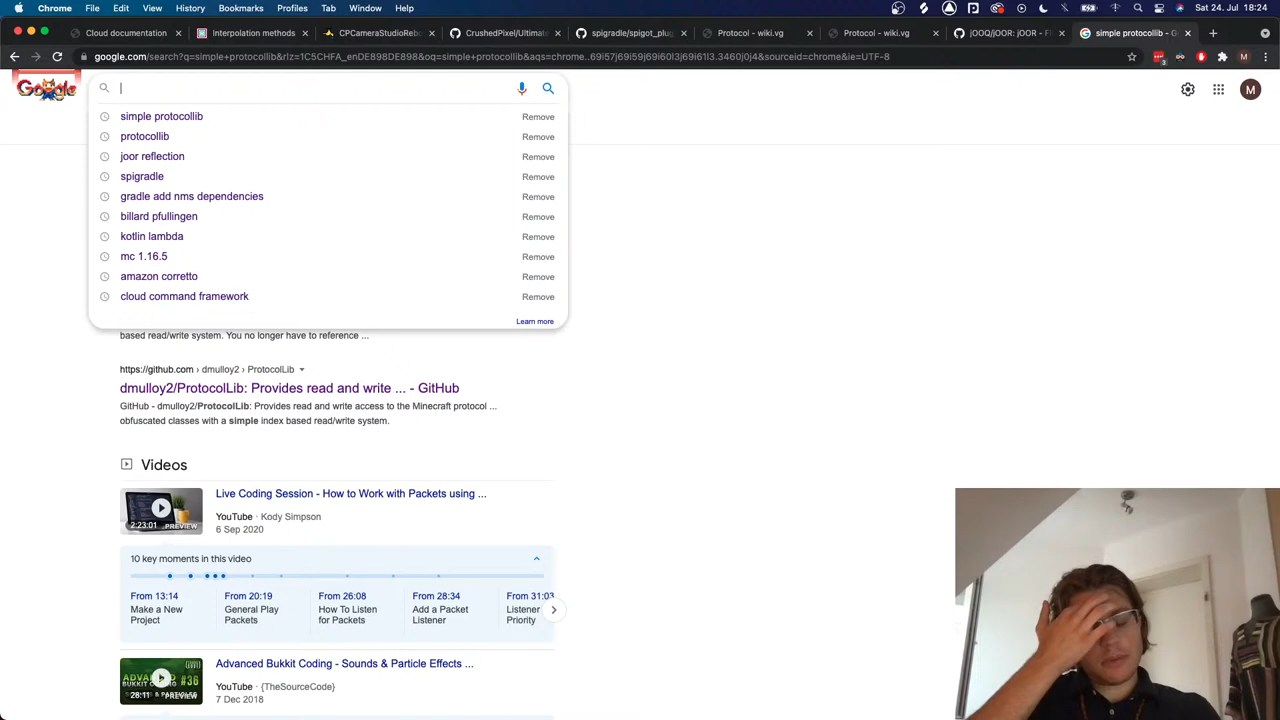 Chrome File Edit View History Bookmarks Profiles Tab Window Help
Sat 24. Jul 18:24
Cloud documentation
Interpolation methods
CPCameraStudioReb
CrushedPixel/Ultimate
spigradle/spigot_plug
Protocol - wiki.vg
Protocol - wiki.vg
jOOQ/jOOR: jOOR - F
simple protocollib - G
google.com/search?q=simple+protocollib&rlz=1C5CHFA_enDE898DE898&oq=simple+protocollib&aqs=chrome..69i57j69i59j69i60l3j69i61l3.3460j0j4&sourceid=chrome&ie=UTF-8
3
M
Google
M
simple protocollib Remove
protocollib Remove
joor reflection Remove
spigradle Remove
gradle add nms dependencies Remove
billard pfullingen Remove
kotlin lambda Remove
mc 1.16.5 Remove
amazon corretto Remove
cloud command framework Remove
Learn more
based read/write system. You no longer have to reference ...
https://github.com › dmulloy2 › ProtocolLib
dmulloy2/ProtocolLib: Provides read and write ... - GitHub
GitHub - dmulloy2/ProtocolLib: Provides read and write access to the Minecraft protocol ...
obfuscated classes with a simple index based read/write system.
Videos
Live Coding Session - How to Work with Packets using ...
YouTube · Kody Simpson
6 Sep 2020
2:23:01 PREVIEW
10 key moments in this video
From 13:14
Make a New
Project
From 20:19
General Play
Packets
From 26:08
How To Listen
for Packets
From 28:34
Add a Packet
Listener
From 31:03
Listener
Priority
Advanced Bukkit Coding - Sounds & Particle Effects ...
YouTube · {TheSourceCode}
7 Dec 2018
ADVANCED
BUKKIT CODING
#36
28:11 PREVIEW